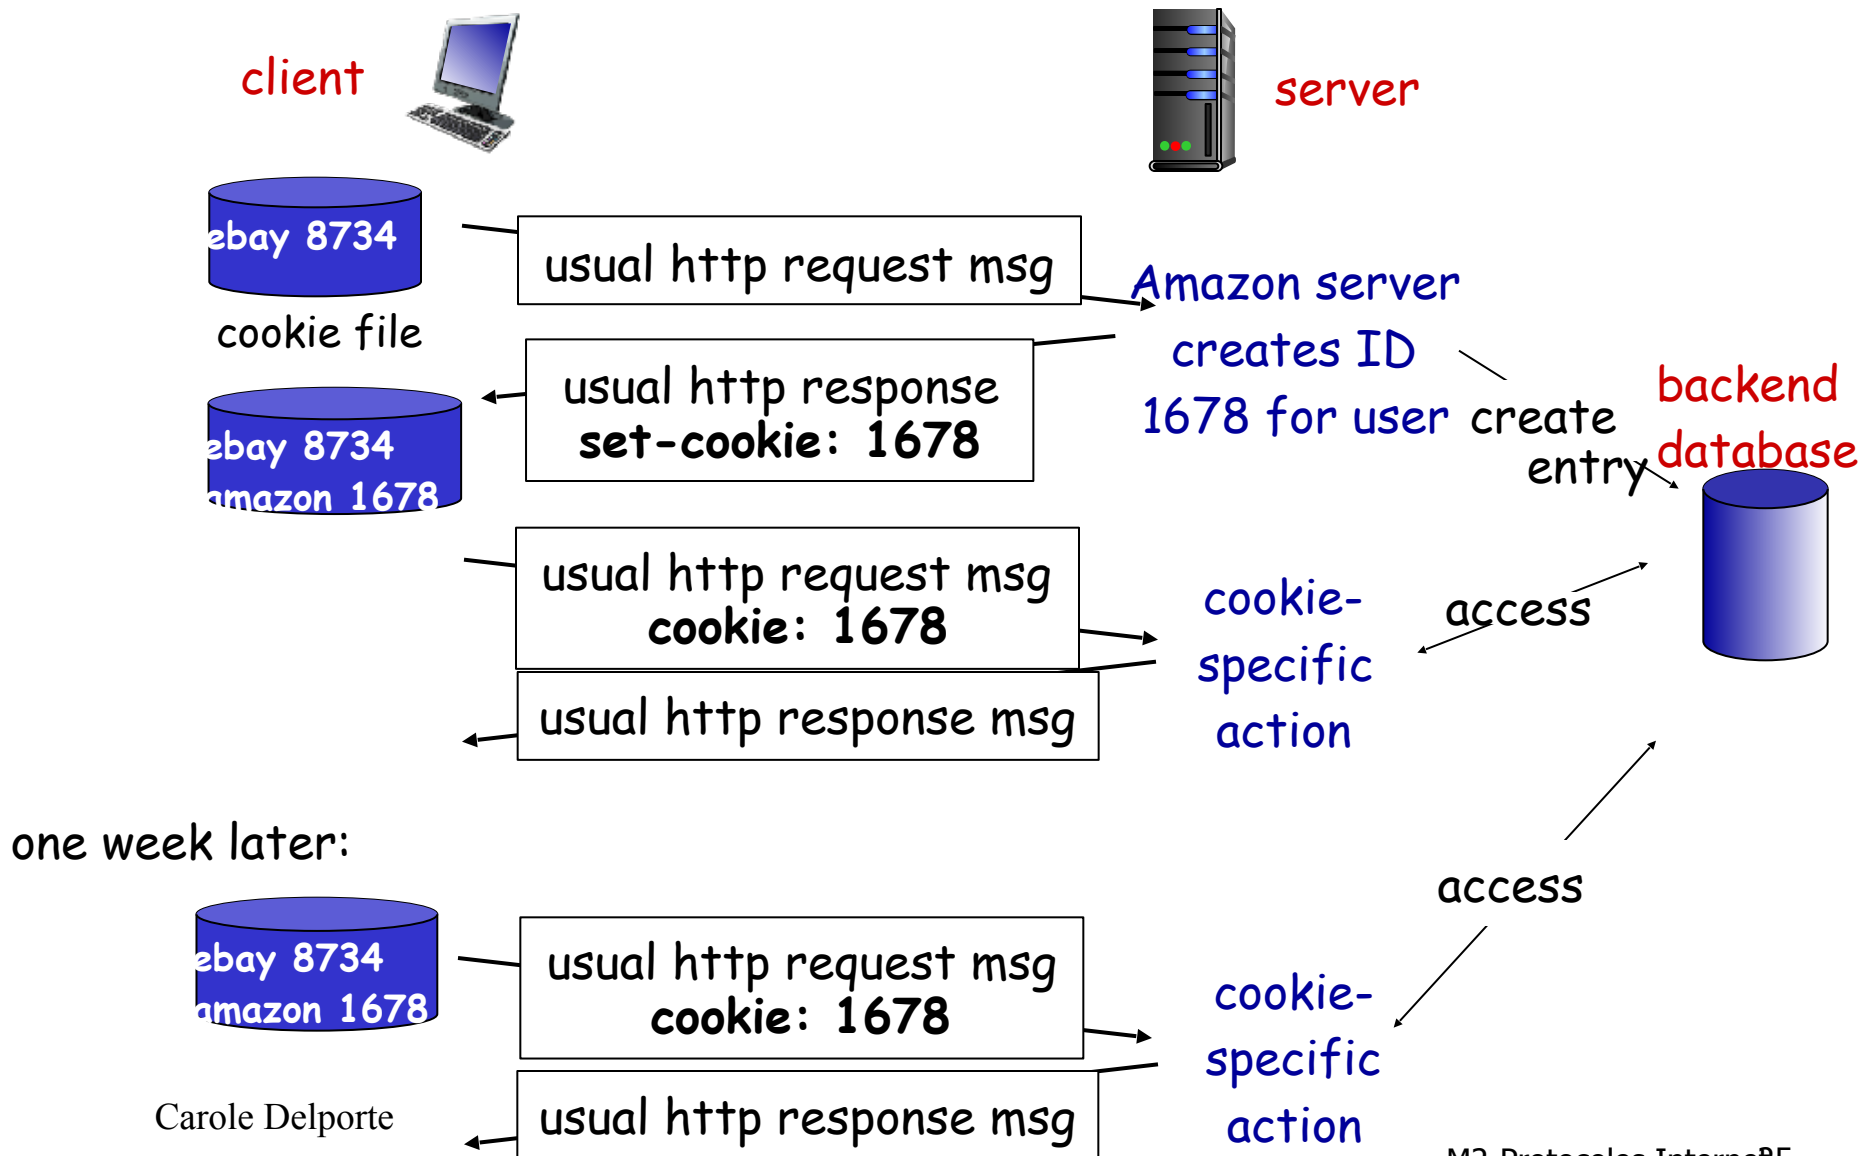 client
server
ebay 8734
usual http request msg
cookie file
Amazon server
creates ID
1678 for user
usual http response
set-cookie: 1678
create
entry
backend
database
ebay 8734
amazon 1678
usual http request msg
cookie: 1678
cookie-
specific
action
access
usual http response msg
one week later:
access
ebay 8734
amazon 1678
usual http request msg
cookie: 1678
cookie-
specific
action
usual http response msg
Carole Delporte
M2 Protocoles